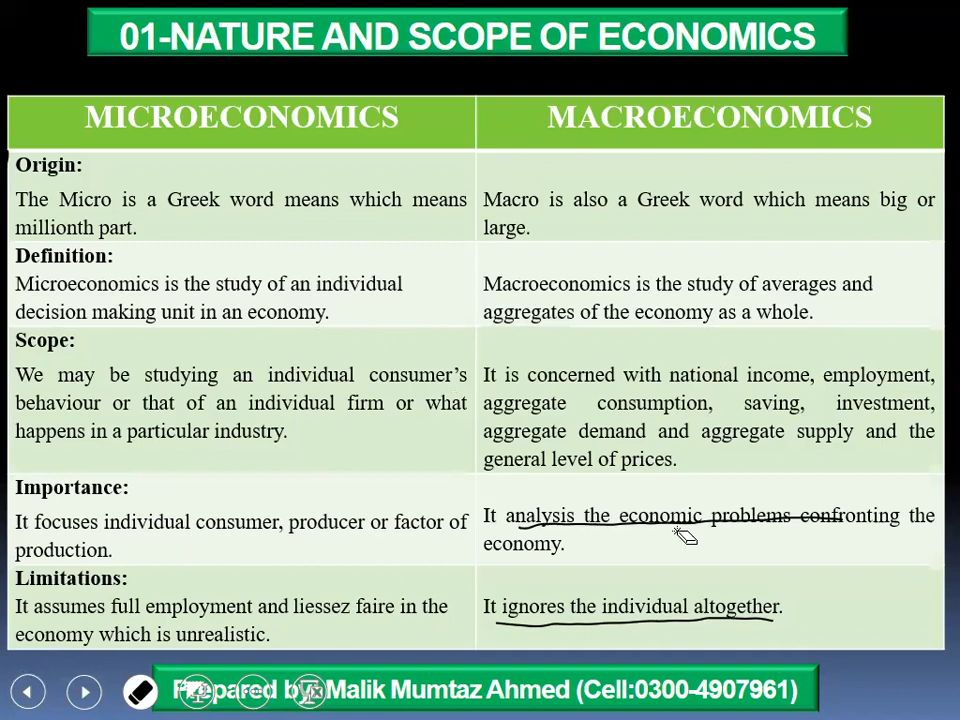 01-NATURE AND SCOPE OF ECONOMICS
MICROECONOMICS
MACROECONOMICS
Origin:
The Micro is a Greek word means which means
millionth part.
Macro is also a Greek word which means big or
large.
Definition:
Microeconomics is the study of an individual
decision making unit in an economy.
Macroeconomics is the study of averages and
aggregates of the economy as a whole.
Scope:
We may be studying an individual consumer's
behaviour or that of an individual firm or what
happens in a particular industry.
It is concerned with national income, employment,
aggregate consumption, saving, investment,
aggregate demand and aggregate supply and the
general level of prices.
Importance:
It focuses individual consumer, producer or factor of
production.
It analysis the economic problems confronting the
economy.
Limitations:
It assumes full employment and liessez faire in the
economy which is unrealistic.
It ignores the individual altogether.
Prepared by: Malik Mumtaz Ahmed (Cell:0300-4907961)